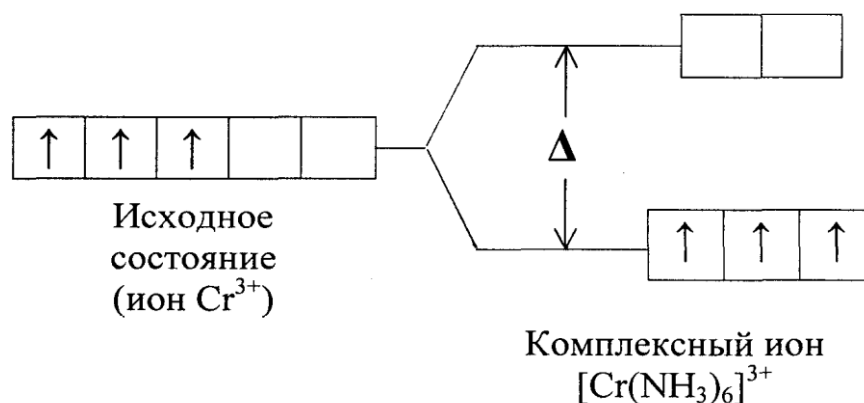 ↑ ↑ ↑
Δ
↑ ↑ ↑
Исходное
состояние
(ион Cr³⁺)
Комплексный ион
[Cr(NH₃)₆]³⁺